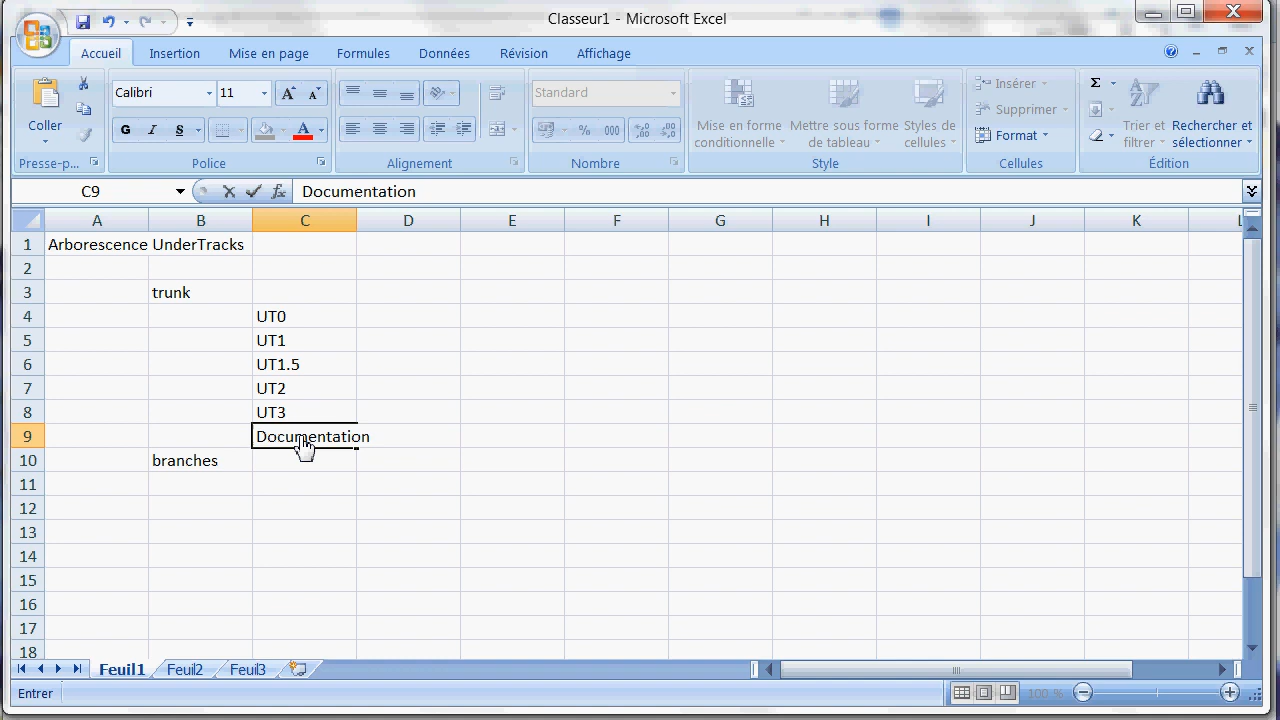 Classeur1 - Microsoft Excel
Accueil Insertion Mise en page Formules Données Révision Affichage
Coller
Presse-p...
Calibri 11
G I S A
Police
Alignement
Standard
% 000
Nombre
Mise en forme conditionnelle
Mettre sous forme de tableau
Styles de cellules
Style
Insérer
Supprimer
Format
Cellules
Σ
Trier et filtrer
Rechercher et sélectionner
Édition
C9 fx Documentation
A B C D E F G H I J K L
1 Arborescence UnderTracks
2
3 trunk
4 UT0
5 UT1
6 UT1.5
7 UT2
8 UT3
9 Documentation
10 branches
11
12
13
14
15
16
17
18
Feuil1 Feuil2 Feuil3
Entrer 100 %